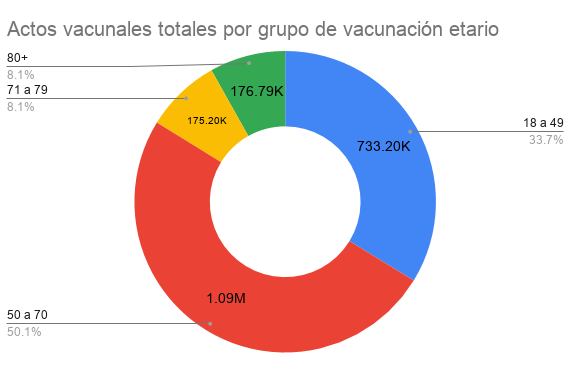 Actos vacunales totales por grupo de vacunación etario
80+
8.1%
71 a 79
8.1%
176.79K
175.20K
18 a 49
33.7%
733.20K
1.09M
50 a 70
50.1%